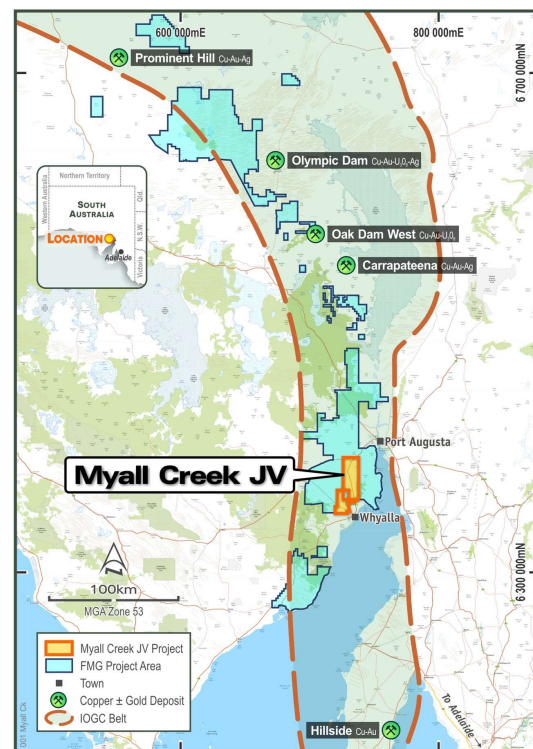 600 000mE
800 000mE
Prominent Hill Cu-Au-Ag
6 700 000mN
Olympic Dam Cu-Au-U₃O₈-Ag
Northern Territory
Western Australia
SOUTH
AUSTRALIA
Qld.
N.S.W.
Victoria
LOCATION
Adelaide
Oak Dam West Cu-Au-U₃O₈
Carrapateena Cu-Au-Ag
Port Augusta
Myall Creek JV
Whyalla
N
100km
MGA Zone 53
6 300 000mN
Myall Creek JV Project
FMG Project Area
Town
Copper ± Gold Deposit
IOGC Belt
To Adelaide
Hillside Cu-Au
001 Myall Ck